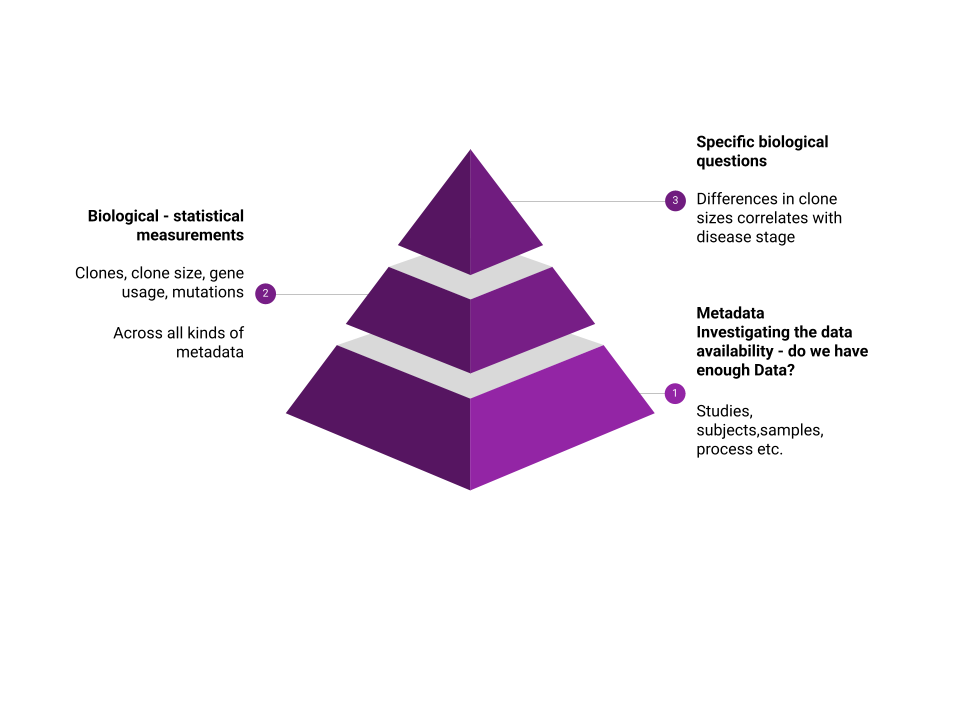 Specific biological
questions
3
Differences in clone
sizes correlates with
disease stage
Biological - statistical
measurements
Clones, clone size, gene
usage, mutations
2
Across all kinds of
metadata
Metadata
Investigating the data
availability - do we have
enough Data?
1
Studies,
subjects,samples,
process etc.